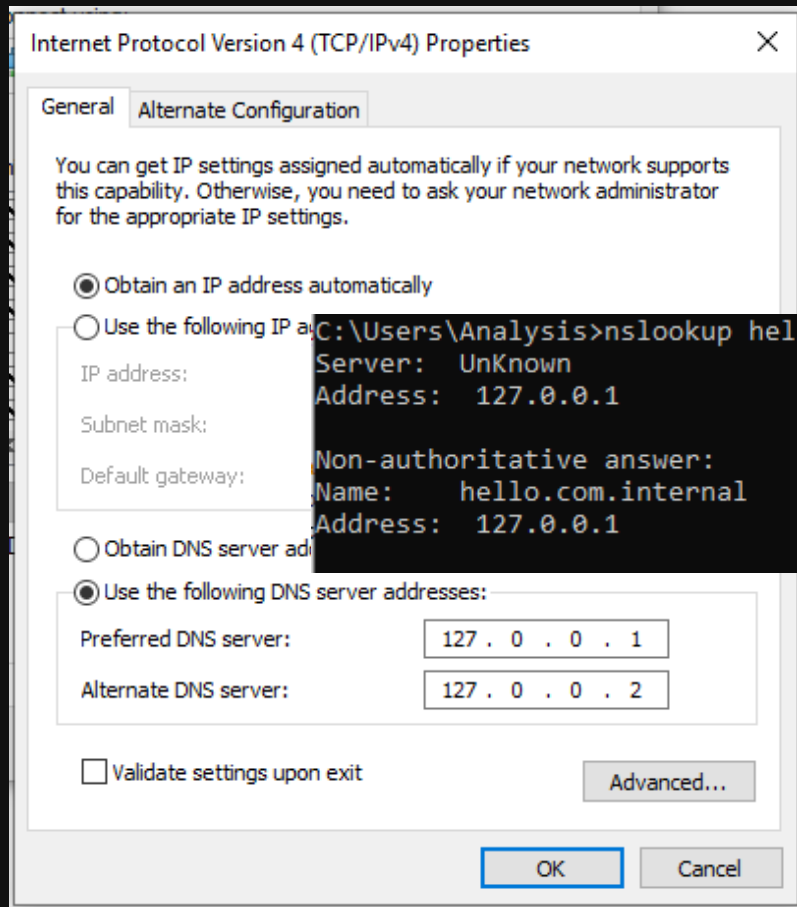 Internet Protocol Version 4 (TCP/IPv4) Properties
General
Alternate Configuration
You can get IP settings assigned automatically if your network supports
this capability. Otherwise, you need to ask your network administrator
for the appropriate IP settings.
Obtain an IP address automatically
Use the following IP
IP address:
Subnet mask:
Default gateway:
C:\Users\Analysis>nslookup hel
Server: UnKnown
Address: 127.0.0.1
Non-authoritative answer:
Name: hello.com.internal
Address: 127.0.0.1
Obtain DNS server
Use the following DNS server addresses:
Preferred DNS server: 127 . 0 . 0 . 1
Alternate DNS server: 127 . 0 . 0 . 2
Validate settings upon exit
Advanced...
OK
Cancel